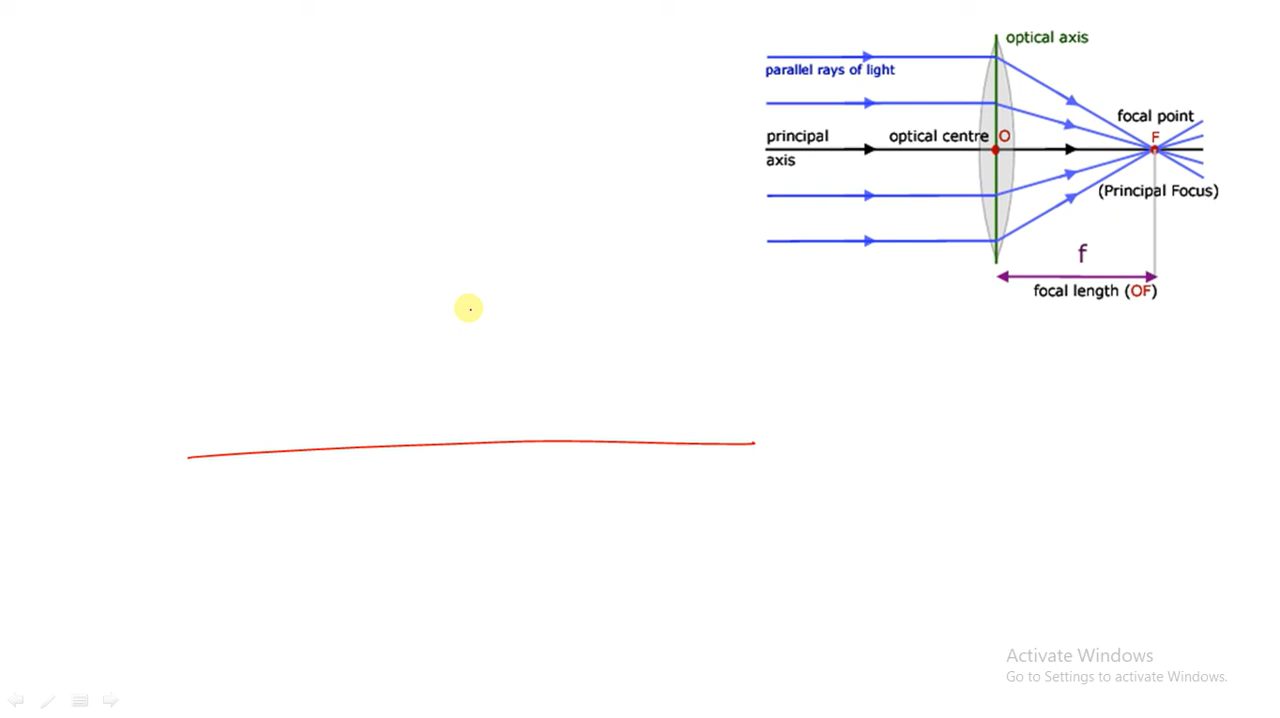 optical axis
parallel rays of light
focal point
principal
optical centre O
F
axis
(Principal Focus)
f
focal length (OF)
Activate Windows
Go to Settings to activate Windows.